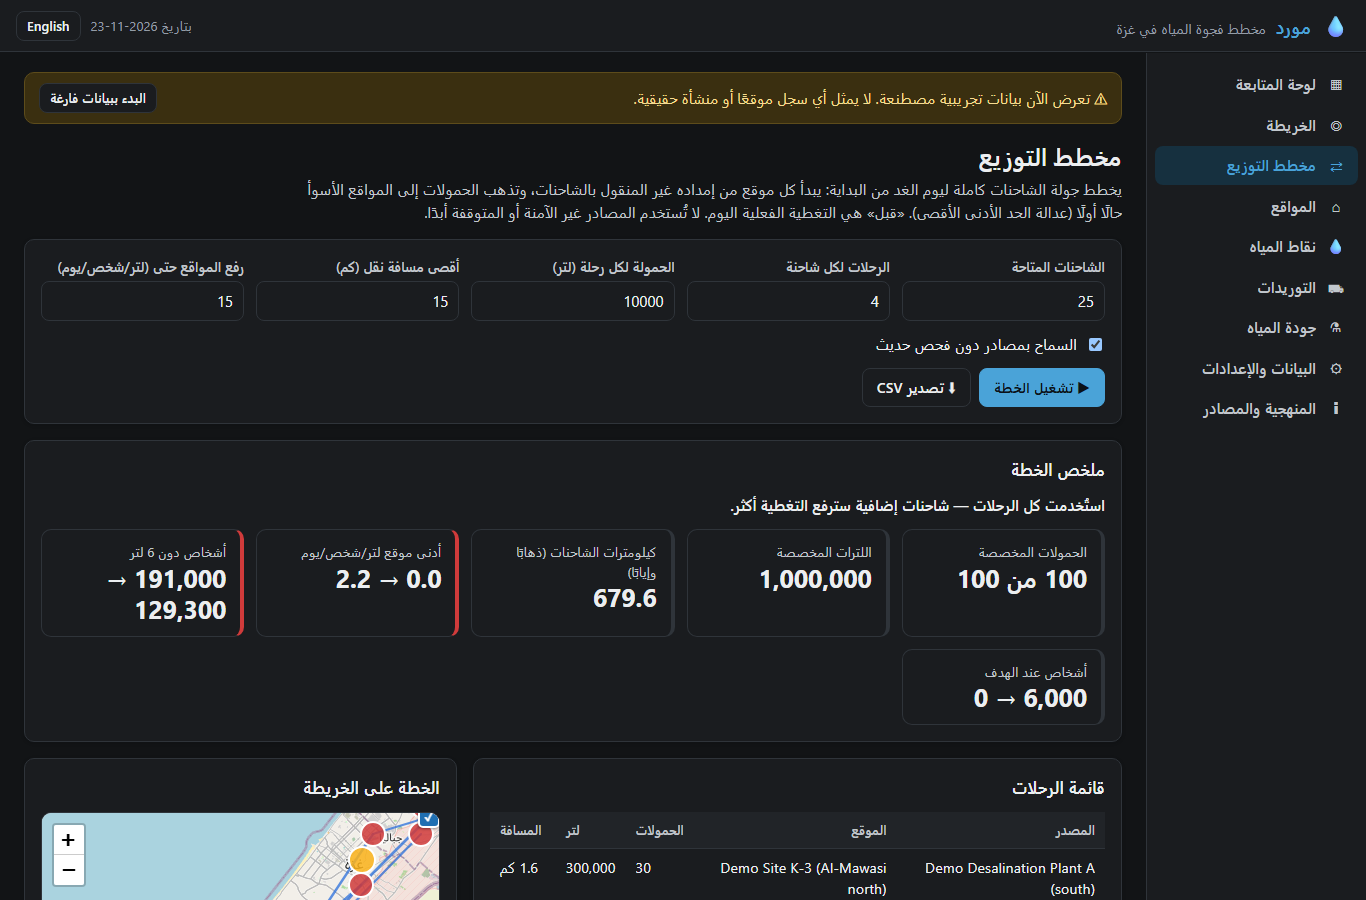 مورد
مخطط فجوة المياه في غزة
بتاريخ 2026-11-23
English
لوحة المتابعة
الخريطة
مخطط التوزيع
المواقع
نقاط المياه
التوريدات
جودة المياه
البيانات والإعدادات
المنهجية والمصادر
⚠ تعرض الآن بيانات تجريبية مصطنعة. لا يمثل أي سجل موقعًا أو منشأة حقيقية.
البدء ببيانات فارغة
مخطط التوزيع
يخطط جولة الشاحنات كاملة ليوم الغد من البداية: يبدأ كل موقع من إمداده غير المنقول بالشاحنات، وتذهب الحمولات إلى المواقع الأسوأ
حالًا أولًا (عدالة الحد الأدنى الأقصى). «قبل» هي التغطية الفعلية اليوم. لا تُستخدم المصادر غير الآمنة أو المتوقفة أبدًا.
الشاحنات المتاحة
25
الرحلات لكل شاحنة
4
الحمولة لكل رحلة (لتر)
10000
أقصى مسافة نقل (كم)
15
رفع المواقع حتى (لتر/شخص/يوم)
15
السماح بمصادر دون فحص حديث
▶ تشغيل الخطة
⬇ تصدير CSV
ملخص الخطة
استُخدمت كل الرحلات — شاحنات إضافية سترفع التغطية أكثر.
الحمولات المخصصة
100 من 100
اللترات المخصصة
1,000,000
كيلومترات الشاحنات (ذهابًا
وإيابًا)
679.6
أدنى موقع لتر/شخص/يوم
0.0 → 2.2
أشخاص دون 6 لتر
191,000 →
129,300
أشخاص عند الهدف
6,000 → 0
قائمة الرحلات
المصدر الموقع الحمولات لتر المسافة
Demo Desalination Plant A
(south)
Demo Site K-3 (Al-Mawasi
north)
30
300,000
1.6 كم
الخطة على الخريطة
+
−